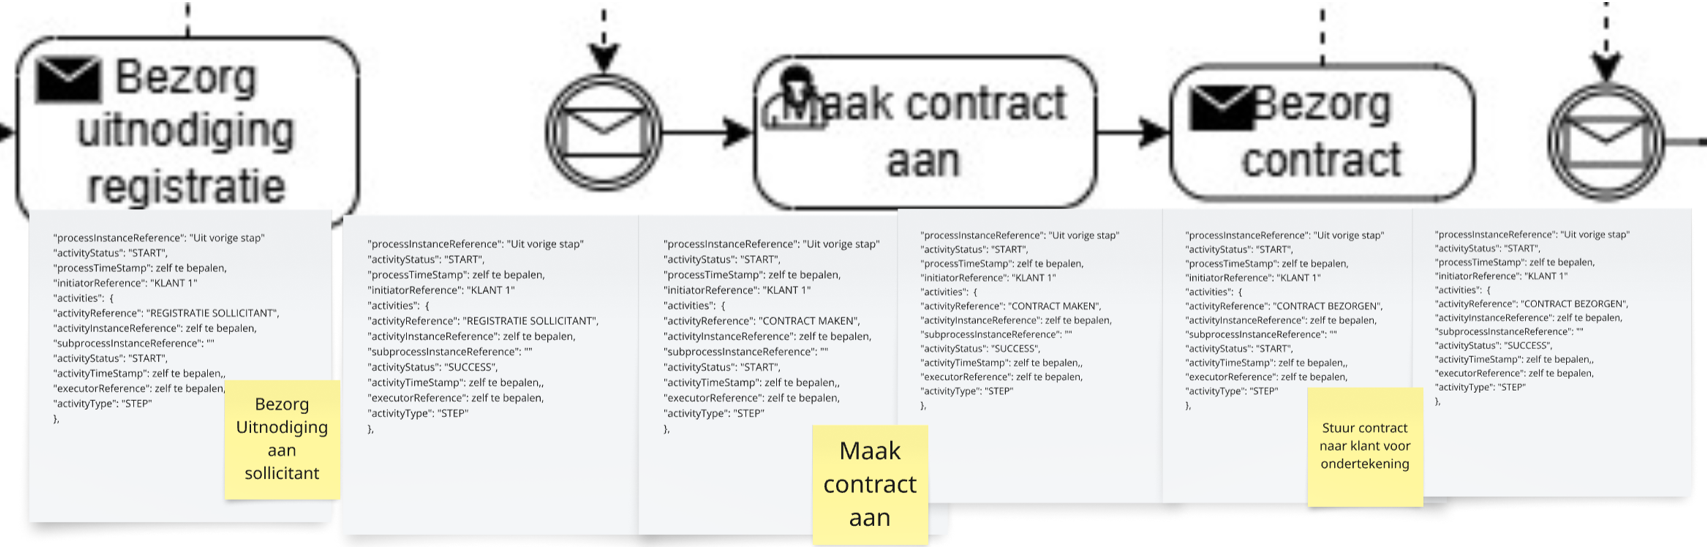 Bezorg
uitnodiging
registratie
Maak contract
aan
Bezorg
contract
"processInstanceReference": "Uit vorige stap"
"activityStatus": "START",
"processTimeStamp": zelf te bepalen,
"initiatorReference": "KLANT 1"
"activities":  {
"activityReference": "REGISTRATIE SOLLICITANT",
"activityInstanceReference": zelf te bepalen,
"subprocessInstanceReference": ""
"activityStatus": "START",
"activityTimeStamp": zelf te bepalen,,
"executorReference": zelf te bepalen,
"activityType": "STEP"
},
Bezorg
Uitnodiging
aan
sollicitant
"processInstanceReference": "Uit vorige stap"
"activityStatus": "START",
"processTimeStamp": zelf te bepalen,
"initiatorReference": "KLANT 1"
"activities":  {
"activityReference": "REGISTRATIE SOLLICITANT",
"activityInstanceReference": zelf te bepalen,
"subprocessInstanceReference": ""
"activityStatus": "SUCCESS",
"activityTimeStamp": zelf te bepalen,,
"executorReference": zelf te bepalen,
"activityType": "STEP"
},
"processInstanceReference": "Uit vorige stap"
"activityStatus": "START",
"processTimeStamp": zelf te bepalen,
"initiatorReference": "KLANT 1"
"activities":  {
"activityReference": "CONTRACT MAKEN",
"activityInstanceReference": zelf te bepalen,
"subprocessInstanceReference": ""
"activityStatus": "START",
"activityTimeStamp": zelf te bepalen,,
"executorReference": zelf te bepalen,
"activityType": "STEP"
},
Maak
contract
aan
"processInstanceReference": "Uit vorige stap"
"activityStatus": "START",
"processTimeStamp": zelf te bepalen,
"initiatorReference": "KLANT 1"
"activities":  {
"activityReference": "CONTRACT MAKEN",
"activityInstanceReference": zelf te bepalen,
"subprocessInstanceReference": ""
"activityStatus": "SUCCESS",
"activityTimeStamp": zelf te bepalen,,
"executorReference": zelf te bepalen,
"activityType": "STEP"
},
"processInstanceReference": "Uit vorige stap"
"activityStatus": "START",
"processTimeStamp": zelf te bepalen,
"initiatorReference": "KLANT 1"
"activities":  {
"activityReference": "CONTRACT BEZORGEN",
"activityInstanceReference": zelf te bepalen,
"subprocessInstanceReference": ""
"activityStatus": "START",
"activityTimeStamp": zelf te bepalen,,
"executorReference": zelf te bepalen,
"activityType": "STEP"
},
Stuur contract
naar klant voor
ondertekening
"processInstanceReference": "Uit vorige stap"
"activityStatus": "START",
"processTimeStamp": zelf te bepalen,
"initiatorReference": "KLANT 1"
"activities":  {
"activityReference": "CONTRACT BEZORGEN",
"activityInstanceReference": zelf te bepalen,
"subprocessInstanceReference": ""
"activityStatus": "SUCCESS",
"activityTimeStamp": zelf te bepalen,,
"executorReference": zelf te bepalen,
"activityType": "STEP"
},